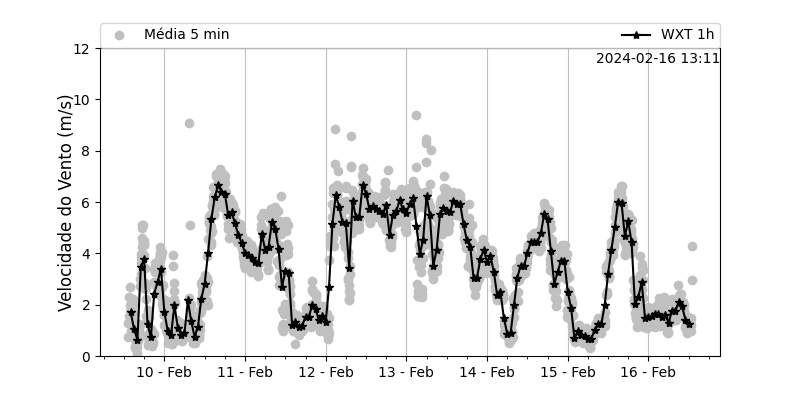 Média 5 min
WXT 1h
2024-02-16 13:11
Velocidade do Vento (m/s)
12
10
8
6
4
2
0
10 - Feb
11 - Feb
12 - Feb
13 - Feb
14 - Feb
15 - Feb
16 - Feb